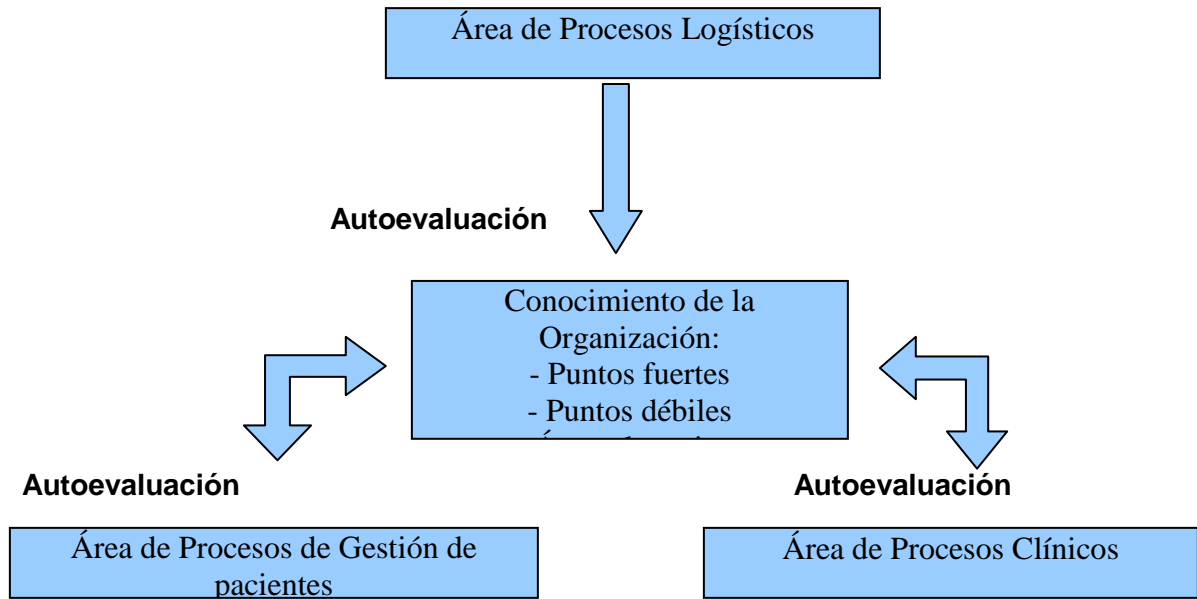 Área de Procesos Logísticos
Autoevaluación
Conocimiento de la
Organización:
- Puntos fuertes
- Puntos débiles
Autoevaluación
Autoevaluación
Área de Procesos de Gestión de
pacientes
Área de Procesos Clínicos